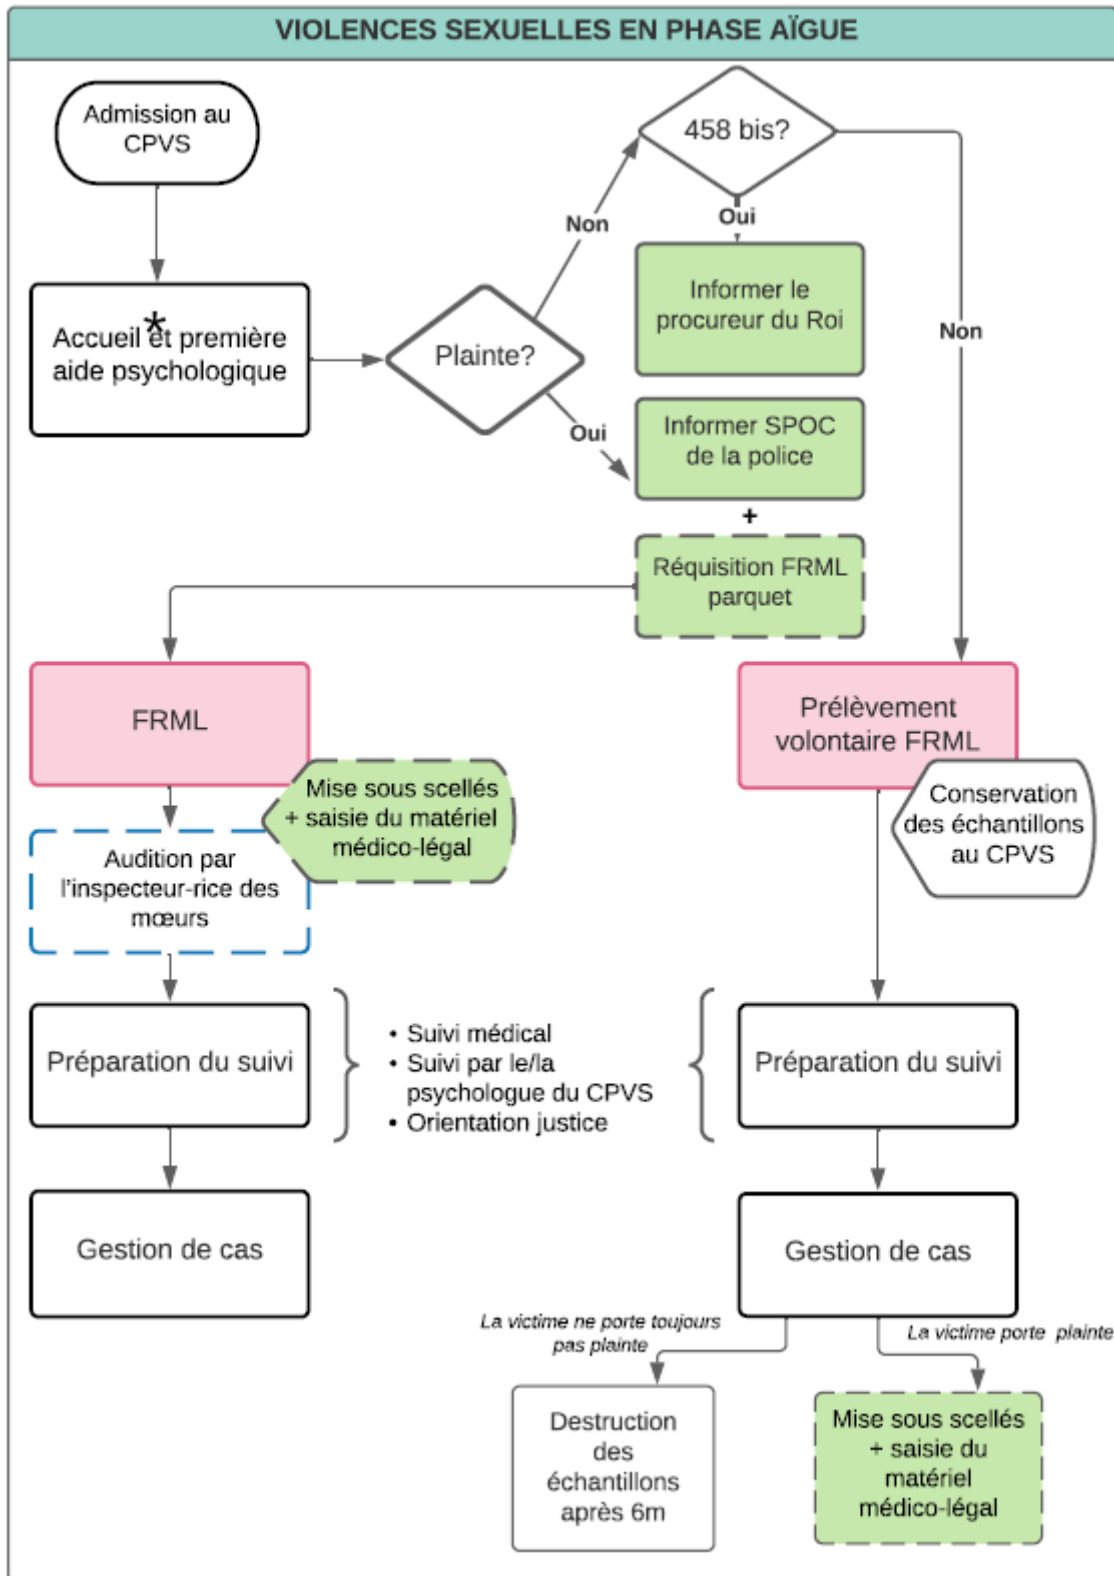 VIOLENCES SEXUELLES EN PHASE AÏGUE
Admission au
CPVS
458 bis?
Non
Oui
Informer le
procureur du Roi
Non
*
Accueil et première
aide psychologique
Plainte?
Oui
Informer SPOC
de la police
+
Réquisition FRML
parquet
FRML
Prélèvement
volontaire FRML
Mise sous scellés
+ saisie du matériel
médico-légal
Conservation
des échantillons
au CPVS
Audition par
l'inspecteur-rice des
mœurs
Préparation du suivi
• Suivi médical
• Suivi par le/la
psychologue du CPVS
• Orientation justice
Préparation du suivi
Gestion de cas
Gestion de cas
La victime ne porte toujours
pas plainte
La victime porte plainte
Destruction
des
échantillons
après 6m
Mise sous scellés
+ saisie du
matériel
médico-légal